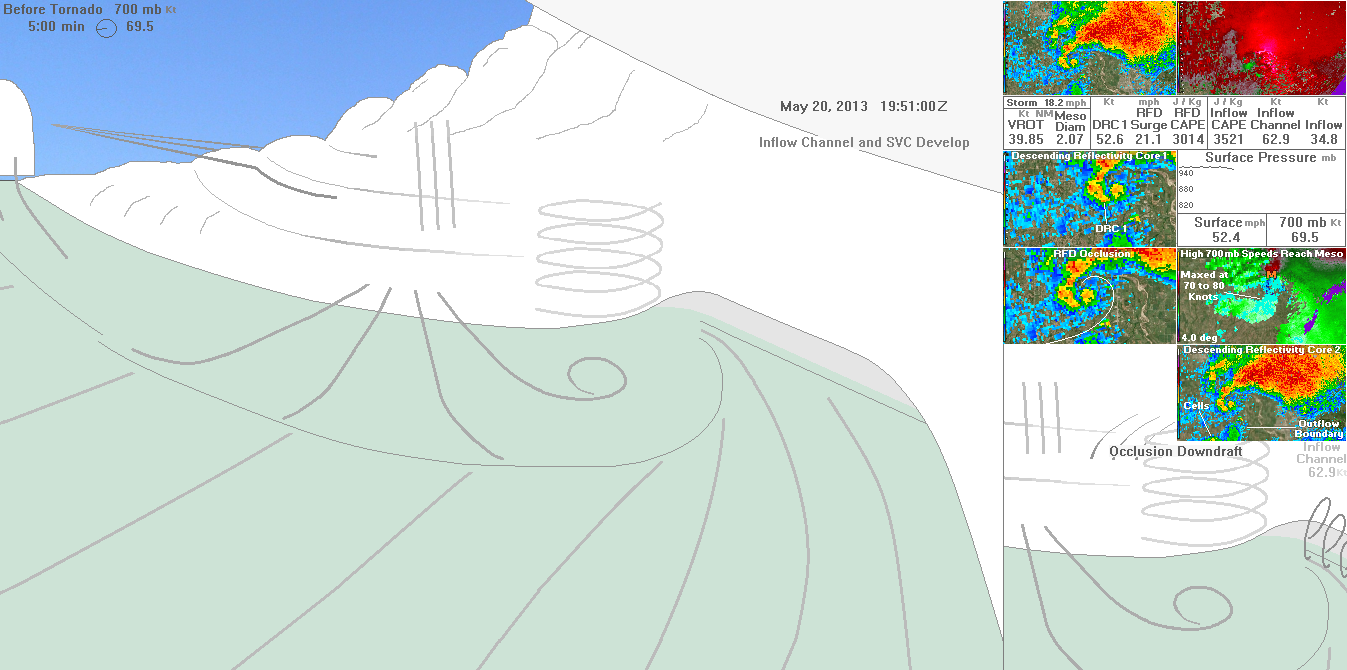 Before Tornado 700 mb Kt
5:00 min 69.5
May 20, 2013 19:51:00Z
Inflow Channel and SVC Develop
Storm 18.2 mph
Kt NM
VROT Meso Diam
39.85 2.07
Kt mph J / Kg
DRC 1 RFD Surge RFD CAPE
52.6 21.1 3014
J / Kg Kt Kt
Inflow CAPE Inflow Channel Inflow
3521 62.9 34.8
Descending Reflectivity Core 1
DRC 1
Surface Pressure mb
940
880
820
Surface mph 700 mb Kt
52.4 69.5
RFD Occlusion
High 700mb Speeds Reach Meso
Maxed at
70 to 80
Knots
M
4.0 deg
Descending Reflectivity Core 2
Cells
Outflow
Boundary
Occlusion Downdraft
Inflow
Channel
62.9 Kt